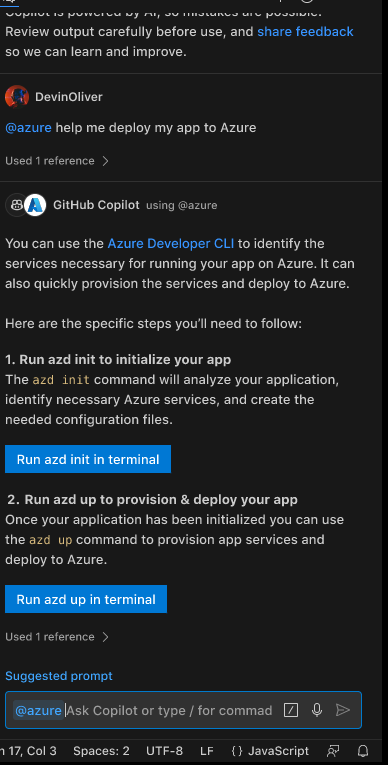 Copilot is powered by AI, so mistakes are possible.
Review output carefully before use, and share feedback
so we can learn and improve.
DevinOliver
@azure help me deploy my app to Azure
Used 1 reference
GitHub Copilot using @azure
You can use the Azure Developer CLI to identify the
services necessary for running your app on Azure. It can
also quickly provision the services and deploy to Azure.
Here are the specific steps you'll need to follow:
1. Run azd init to initialize your app
The azd init command will analyze your application,
identify necessary Azure services, and create the
needed configuration files.
Run azd init in terminal
2. Run azd up to provision & deploy your app
Once your application has been initialized you can use
the azd up command to provision app services and
deploy to Azure.
Run azd up in terminal
Used 1 reference
Suggested prompt
@azure Ask Copilot or type / for commad
n 17, Col 3 Spaces: 2 UTF-8 LF {} JavaScript